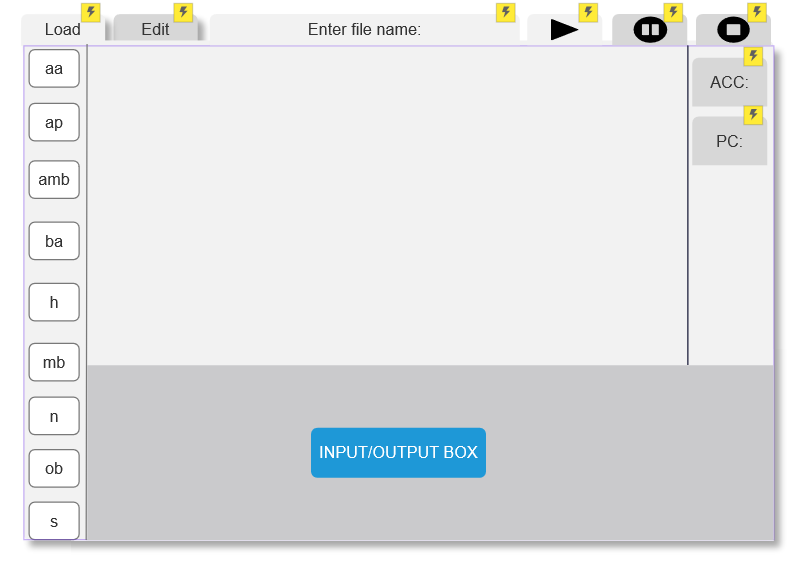 Load Edit Enter file name:
aa
ap
amb
ba
h
mb
n
ob
s
ACC:
PC:
INPUT/OUTPUT BOX